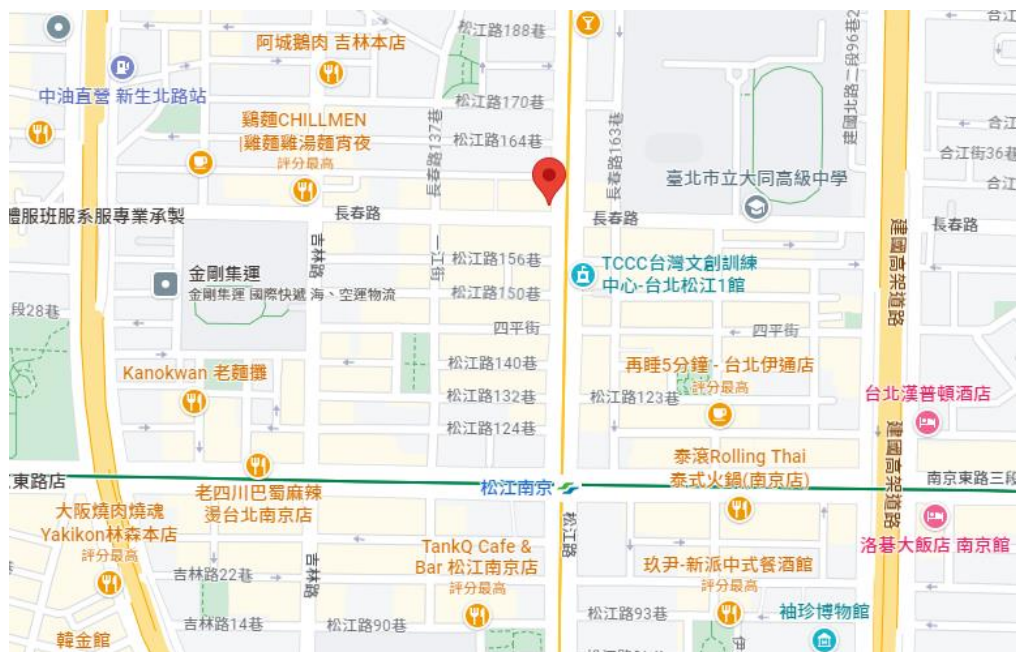 松江路188巷
合江
阿城鵝肉 吉林本店
中油直營 新生北路站
建國北路二段96巷2
松江路170巷
雞麵CHILLMEN
|雞麵雞湯麵宵夜
評分最高
長春路137巷
松江路164巷
長春路163巷
合江
合江街36巷
合江
臺北市立大同高級中學
體服班服系服專業承製
長春路
長春路
長春路
吉林路
一江街
松江路156巷
TCCC台灣文創訓練
中心-台北松江1館
建國高架道路
金剛集運
金剛集運 國際快遞 海、空運物流
松江路150巷
段28巷
四平街
四平街
松江路140巷
再睡5分鐘 - 台北伊通店
評分最高
Kanokwan 老麵攤
松江路132巷
松江路123巷
台北漢普頓酒店
松江路124巷
建國高架道路
泰滾Rolling Thai
泰式火鍋(南京店)
東路店
松江南京
南京東路三段
老四川巴蜀麻辣
燙台北南京店
大阪燒肉燒魂
Yakikon林森本店
評分最高
松江路
洛碁大飯店 南京館
TankQ Cafe &
Bar 松江南京店
評分最高
玖尹-新派中式餐酒館
評分最高
吉林路22巷
吉林路
松江路93巷
袖珍博物館
吉林路14巷
松江路90巷
韓金館